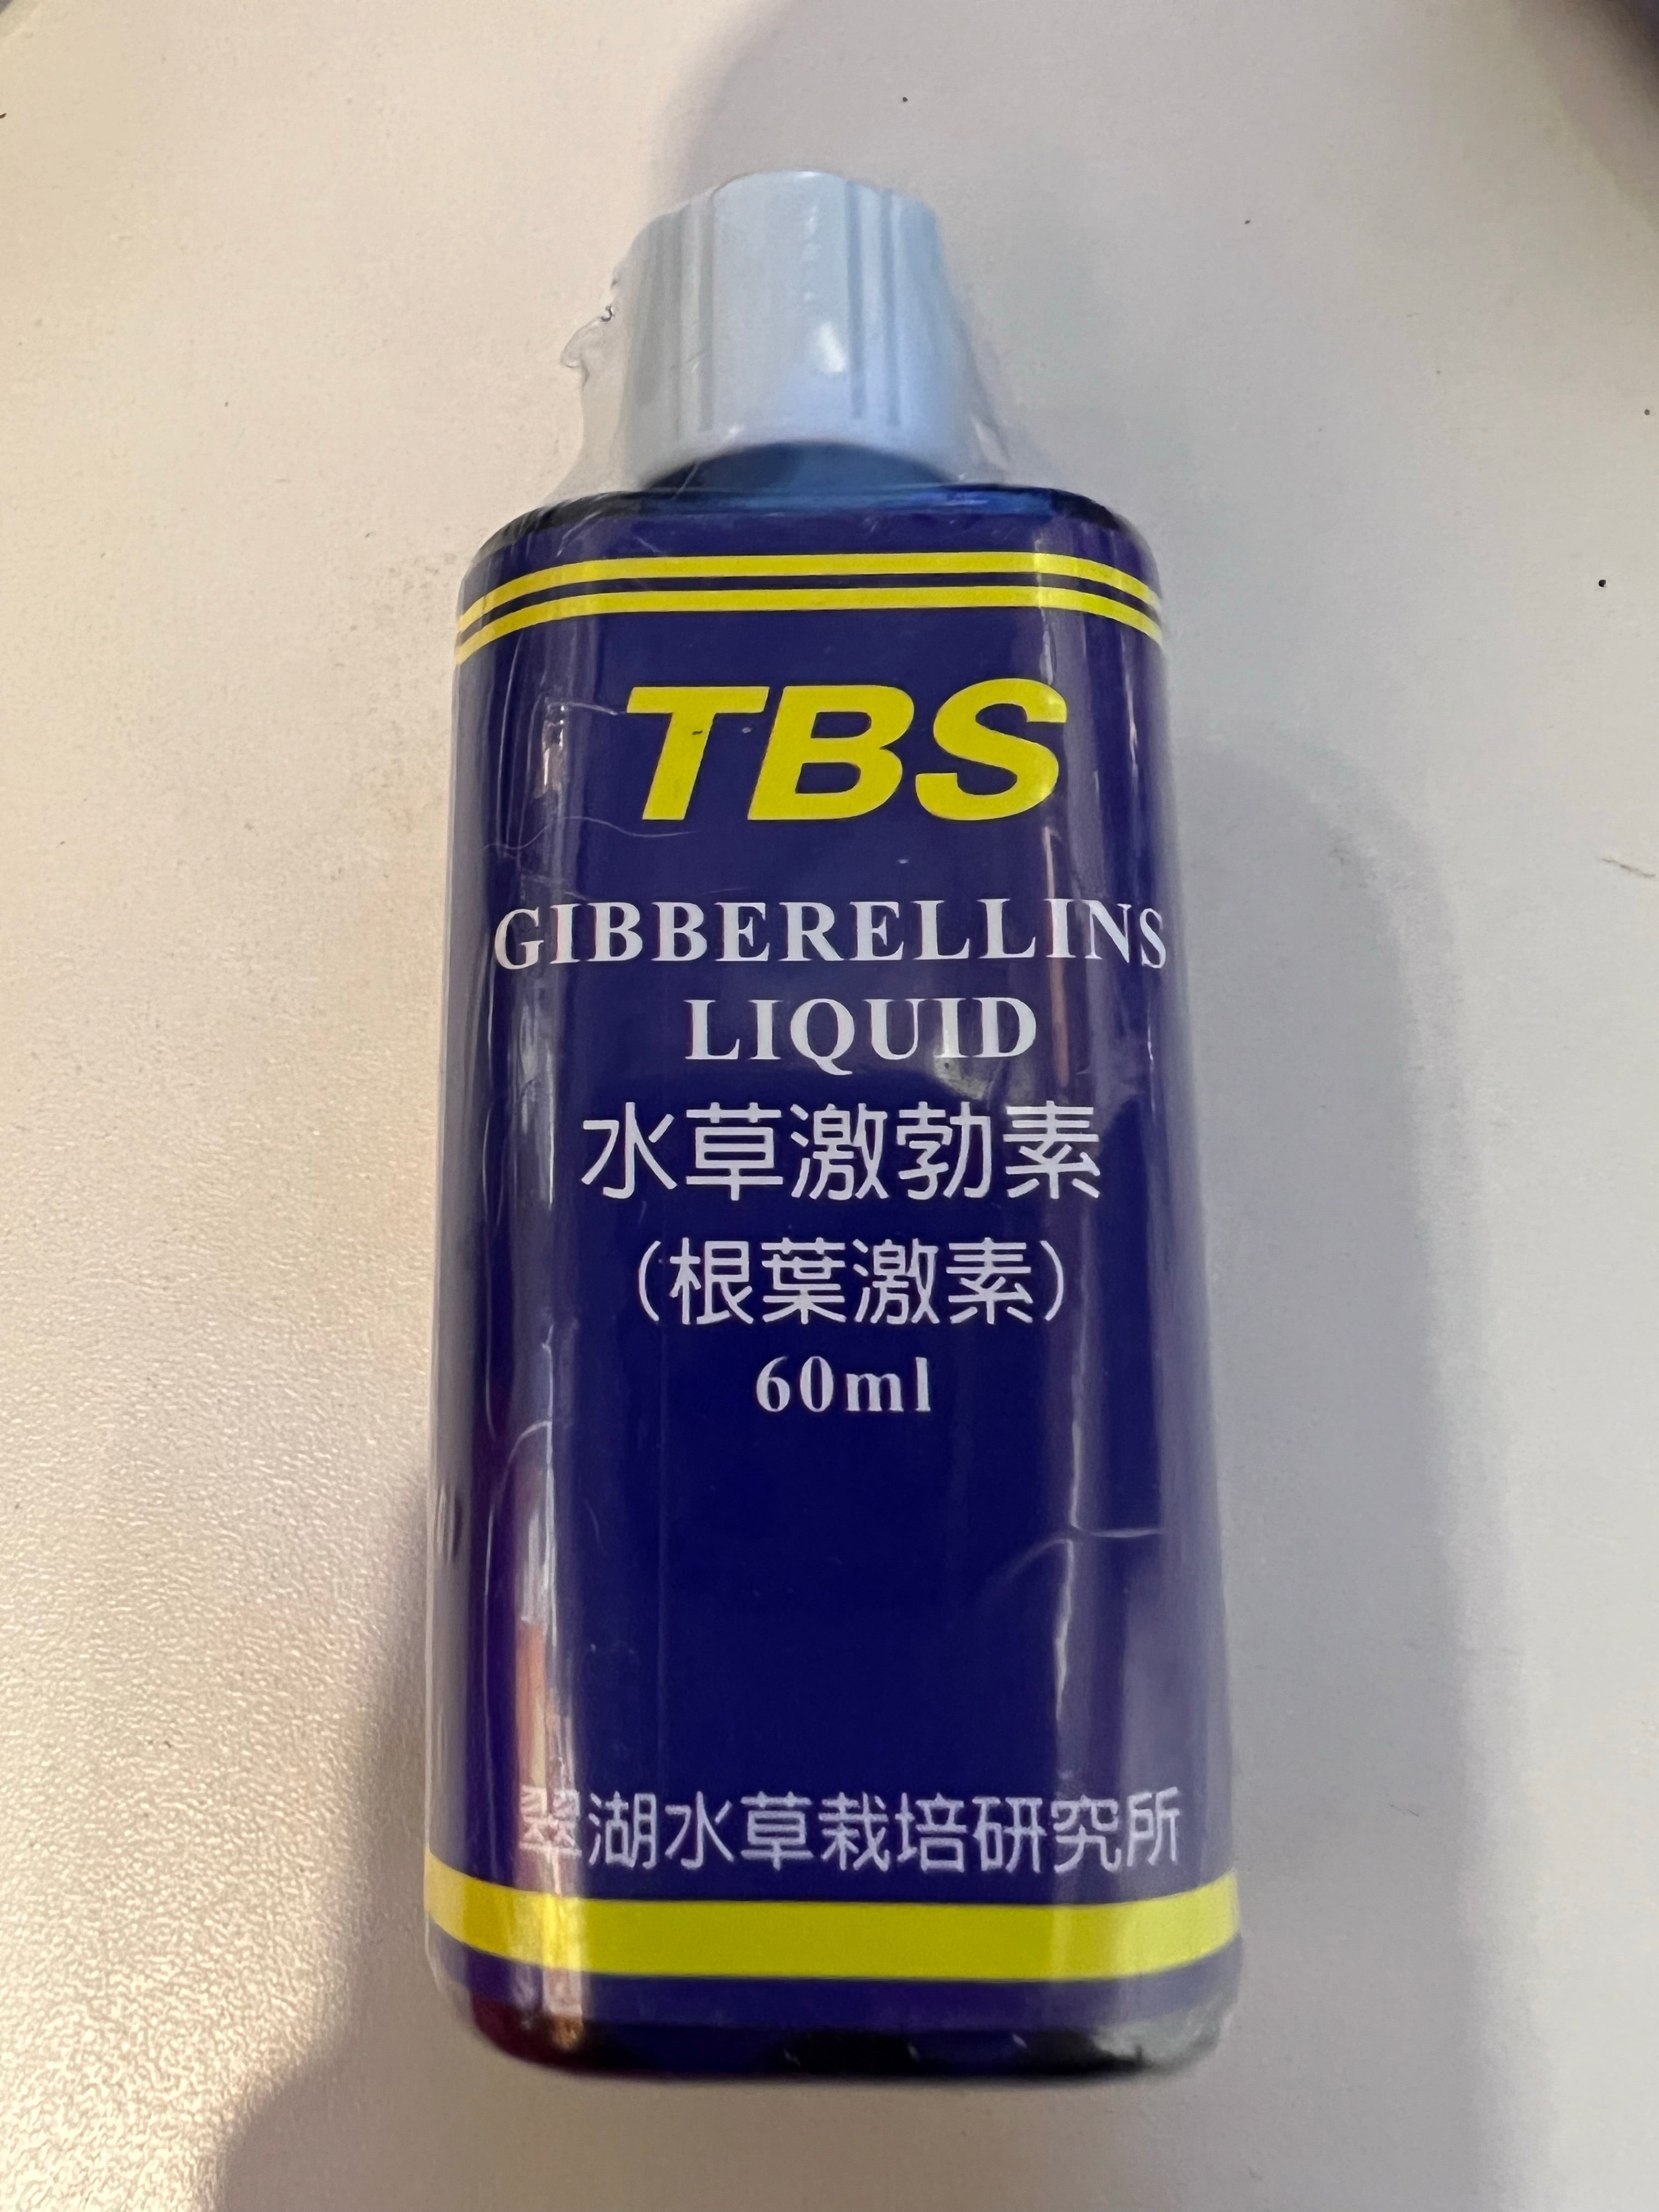 TBS
GIBBERELLINS
LIQUID
水草激勃素
(根葉激素)
60ml
翠湖水草栽培研究所